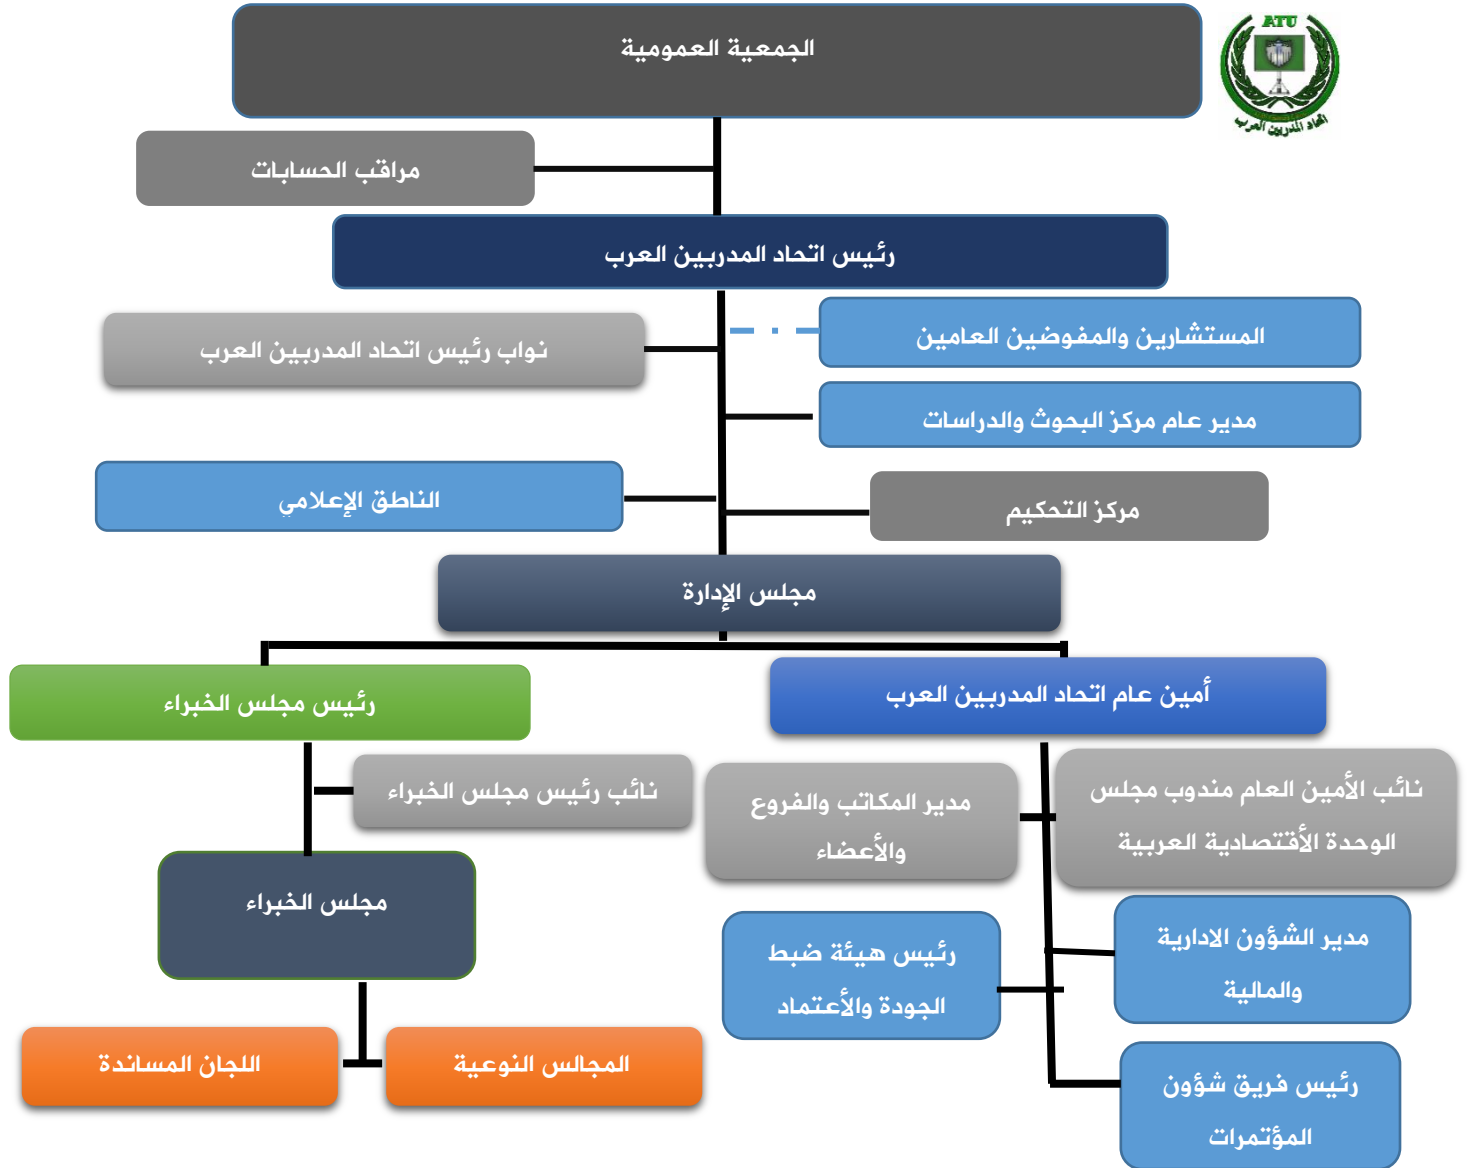 ATU
اتحاد المدربين العرب
الجمعية العمومية
مراقب الحسابات
رئيس اتحاد المدربين العرب
المستشارين والمفوضين العامين
نواب رئيس اتحاد المدربين العرب
مدير عام مركز البحوث والدراسات
الناطق الإعلامي
مركز التحكيم
مجلس الإدارة
أمين عام اتحاد المدربين العرب
رئيس مجلس الخبراء
نائب الأمين العام مندوب مجلس
الوحدة الأقتصادية العربية
مدير المكاتب والفروع
والأعضاء
نائب رئيس مجلس الخبراء
مجلس الخبراء
مدير الشؤون الادارية
والمالية
رئيس هيئة ضبط
الجودة والأعتماد
المجالس النوعية
اللجان المساندة
رئيس فريق شؤون
المؤتمرات